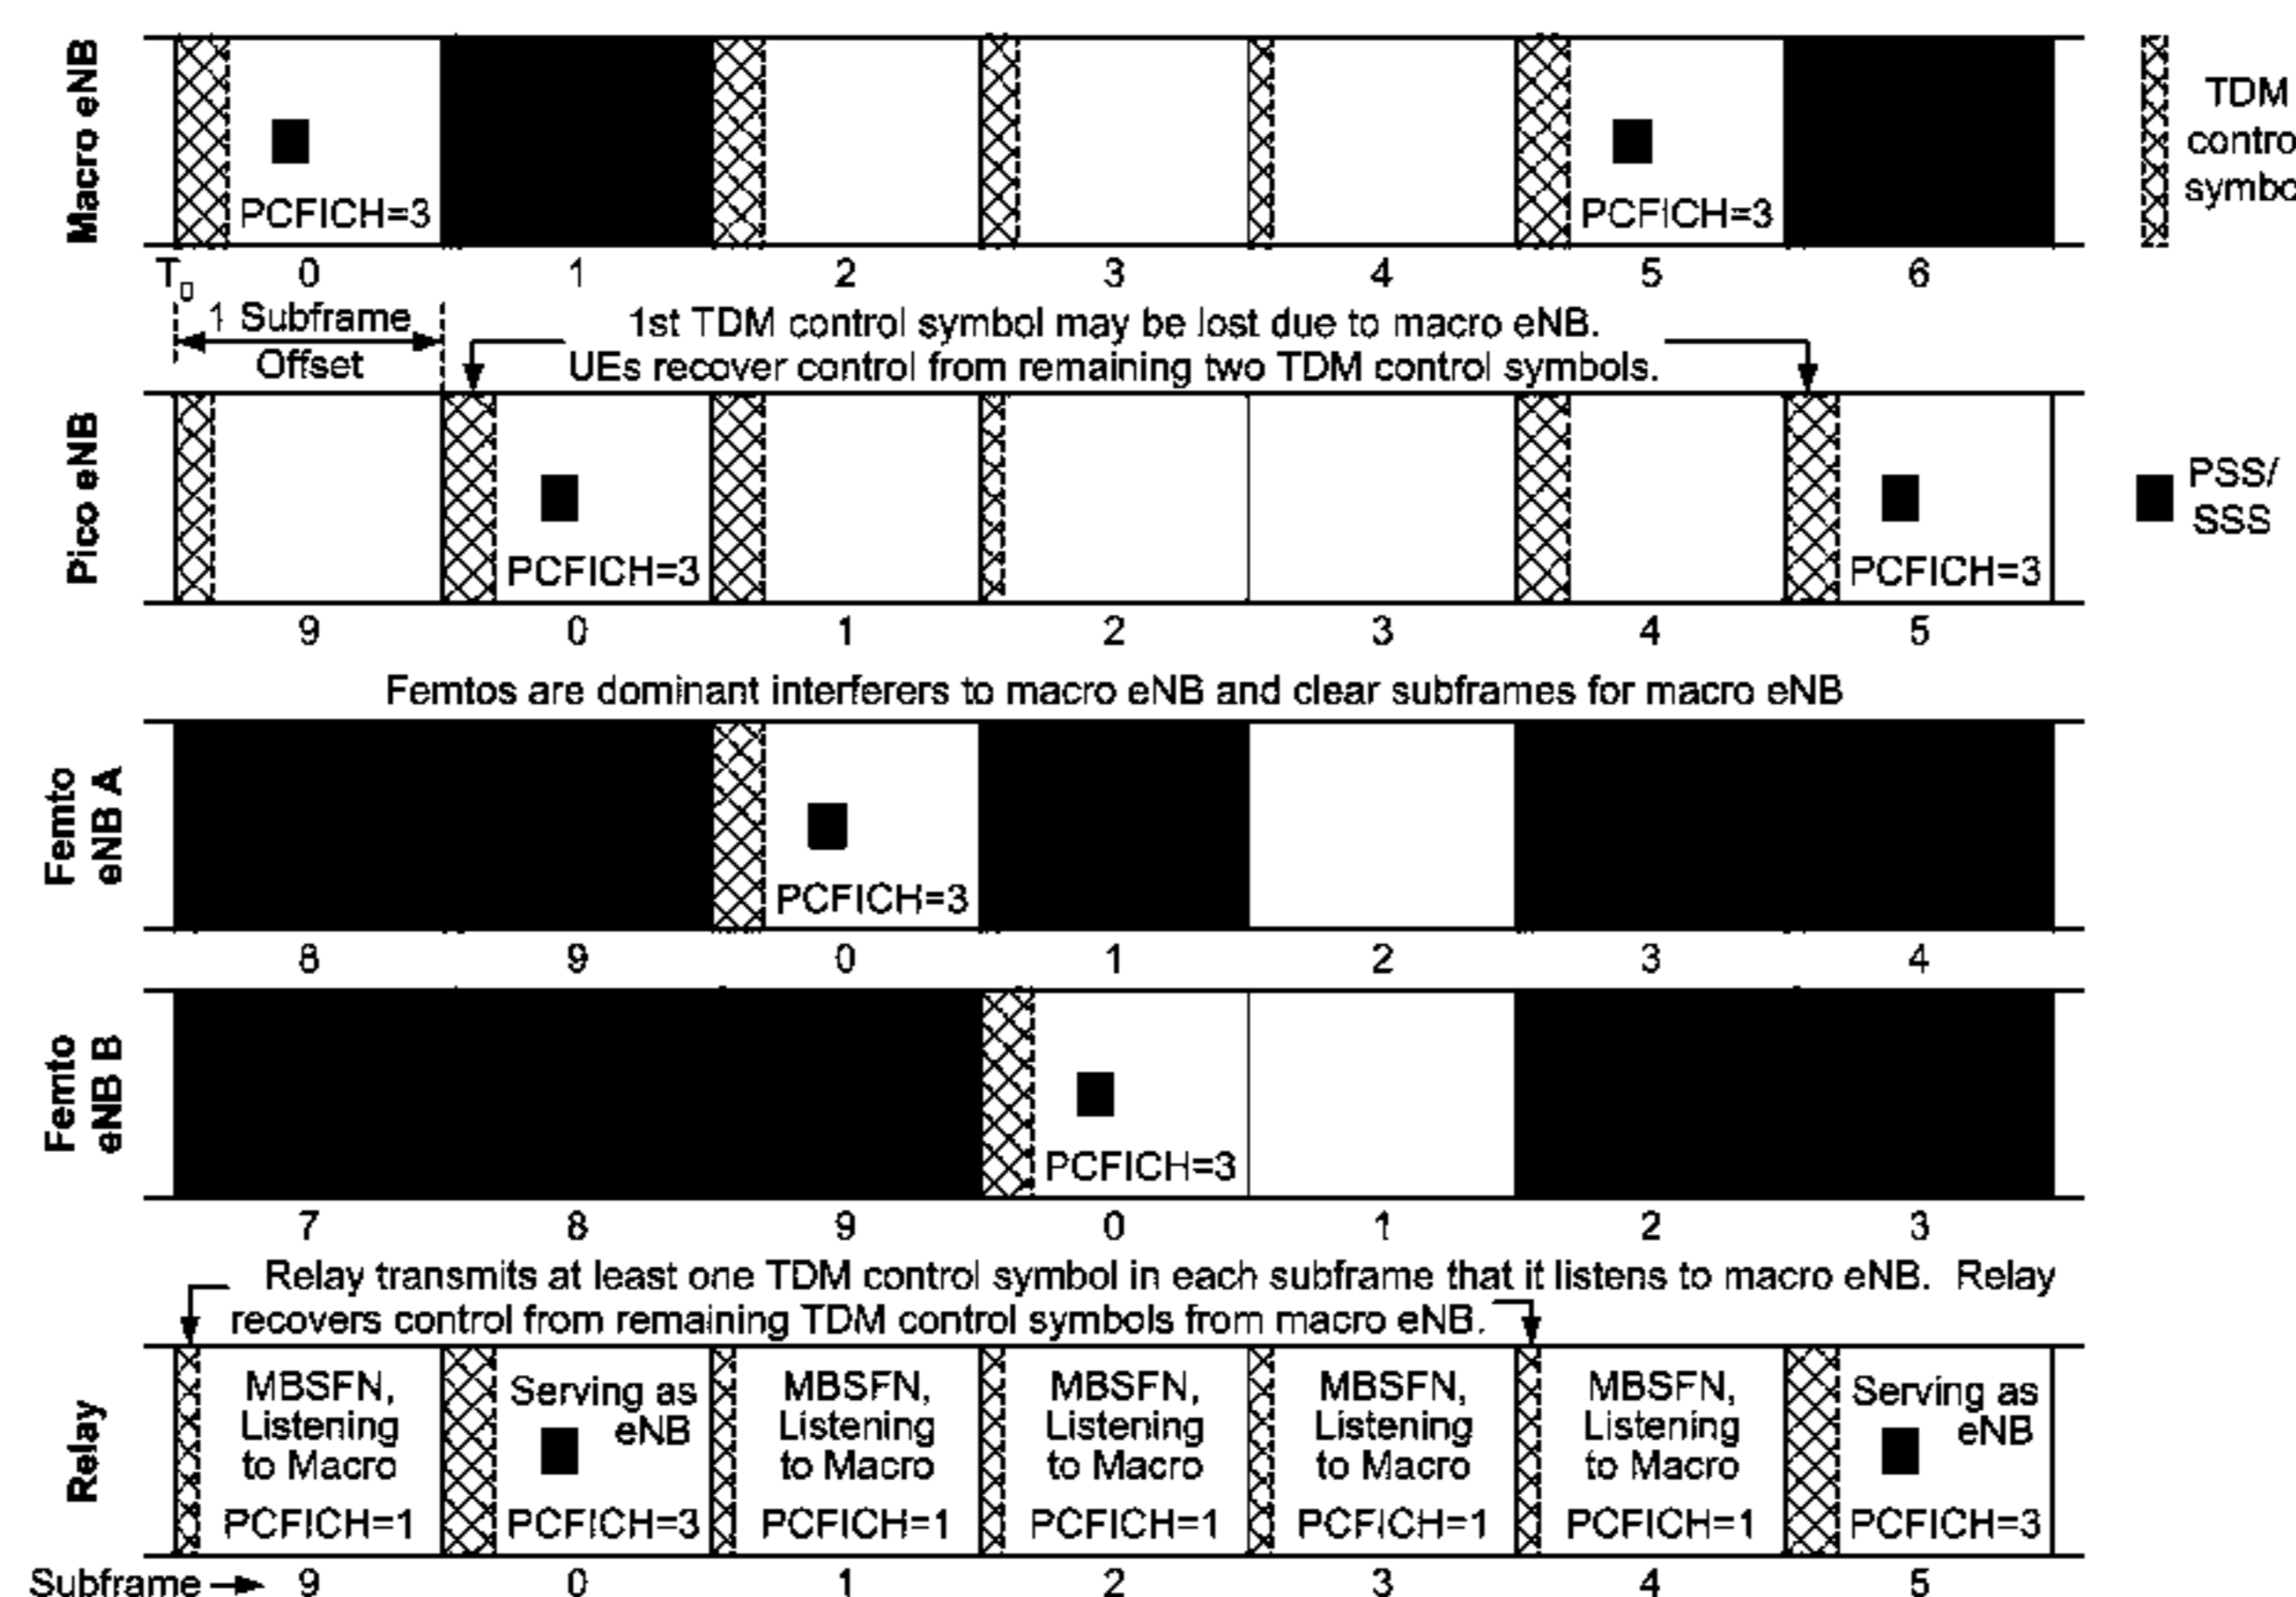 Macro eNB
PCFICH=3
PCFICH=3
TDM
contro
symbo
T0
0
1
2
3
4
5
6
1 Subframe
Offset
1st TDM control symbol may be lost due to macro eNB.
UEs recover control from remaining two TDM control symbols.
Pico eNB
PCFICH=3
PCFICH=3
PSS/
SSS
9
0
1
2
3
4
5
Femtos are dominant interferers to macro eNB and clear subframes for macro eNB
Femto
eNB A
PCFICH=3
8
9
0
1
2
3
4
Femto
eNB B
PCFICH=3
7
8
9
0
1
2
3
Relay transmits at least one TDM control symbol in each subframe that it listens to macro eNB. Relay
recovers control from remaining TDM control symbols from macro eNB.
Relay
MBSFN,
Listening
to Macro
PCFICH=1
Serving as
eNB
PCFICH=3
MBSFN,
Listening
to Macro
PCFICH=1
MBSFN,
Listening
to Macro
PCFICH=1
MBSFN,
Listening
to Macro
PCFICH=1
MBSFN,
Listening
to Macro
PCFICH=1
Serving as
eNB
PCFICH=3
Subframe
9
0
1
2
3
4
5